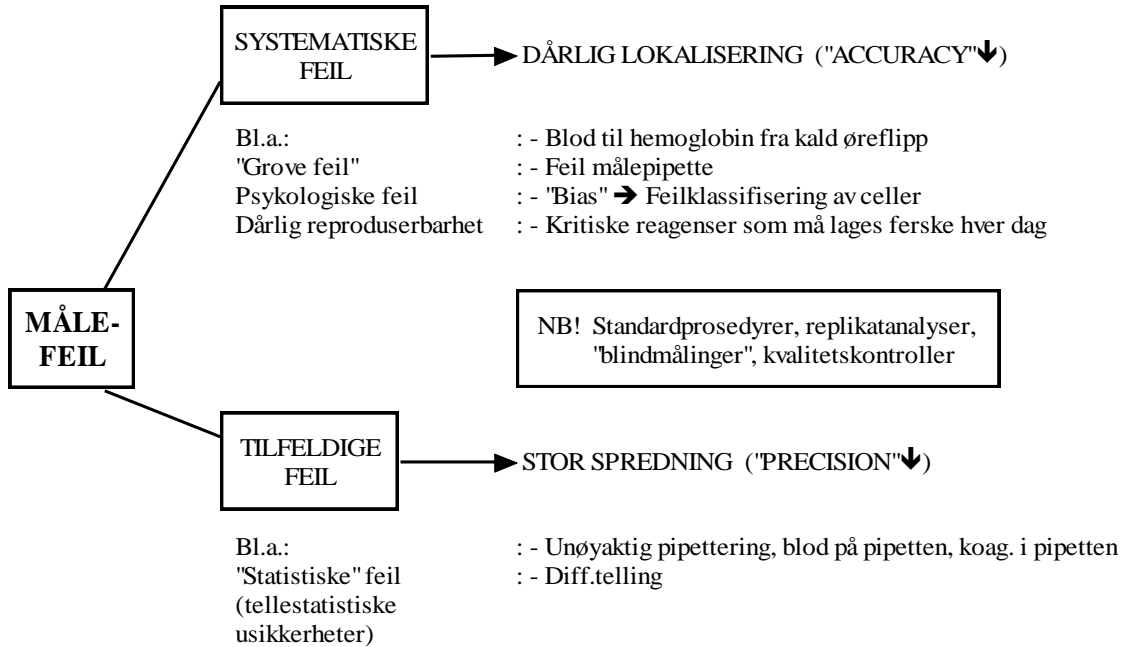 SYSTEMATISKE
FEIL
DÅRLIG LOKALISERING ("ACCURACY"🡻)
Bl.a.: : - Blod til hemoglobin fra kald øreflipp
"Grove feil" : - Feil målepipette
Psykologiske feil : - "Bias" ➔ Feilklassifisering av celler
Dårlig reproduserbarhet : - Kritiske reagenser som må lages ferske hver dag
MÅLE-
FEIL
NB! Standardprosedyrer, replikatanalyser,
"blindmålinger", kvalitetskontroller
TILFELDIGE
FEIL
STOR SPREDNING ("PRECISION"🡻)
Bl.a.: : - Unøyaktig pipettering, blod på pipetten, koag. i pipetten
"Statistiske" feil : - Diff.telling
(tellestatistiske
usikkerheter)